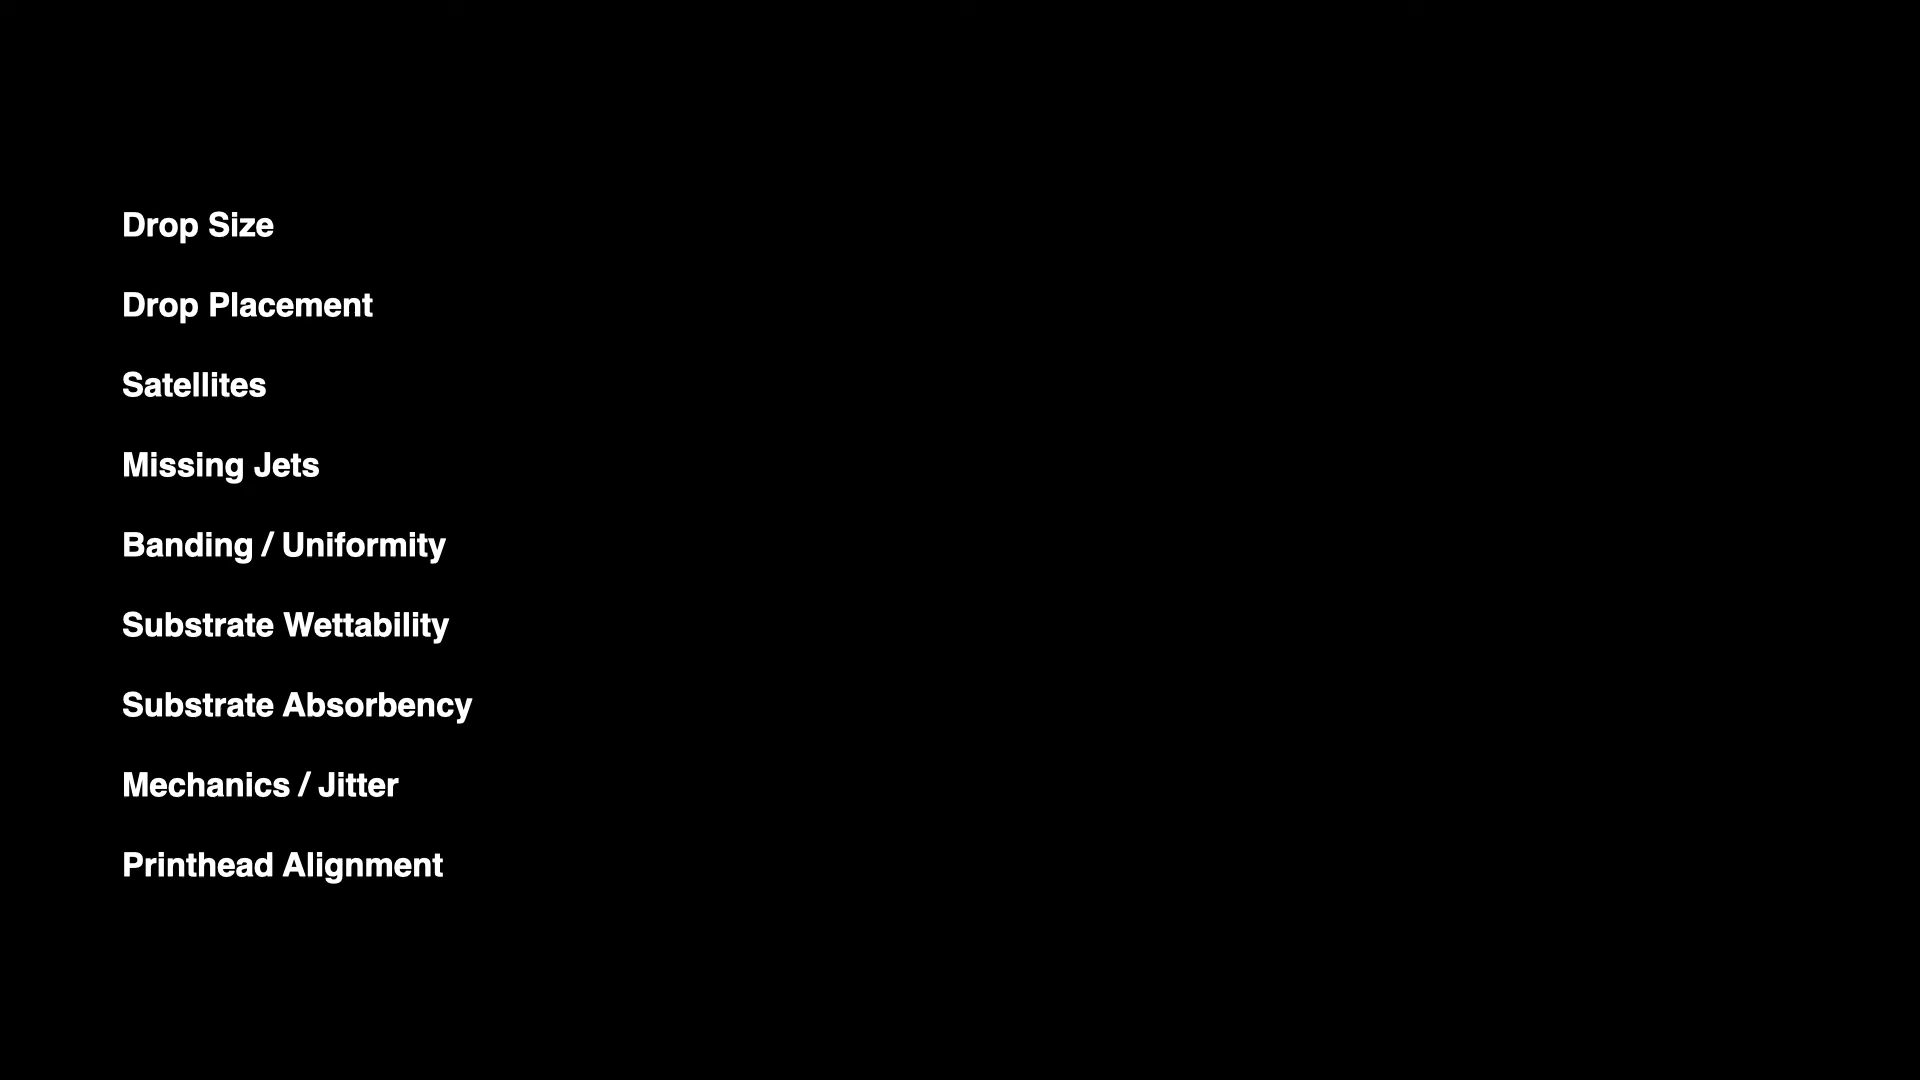 Drop Size
Drop Placement
Satellites
Missing Jets
Banding / Uniformity
Substrate Wettability
Substrate Absorbency
Mechanics / Jitter
Printhead Alignment